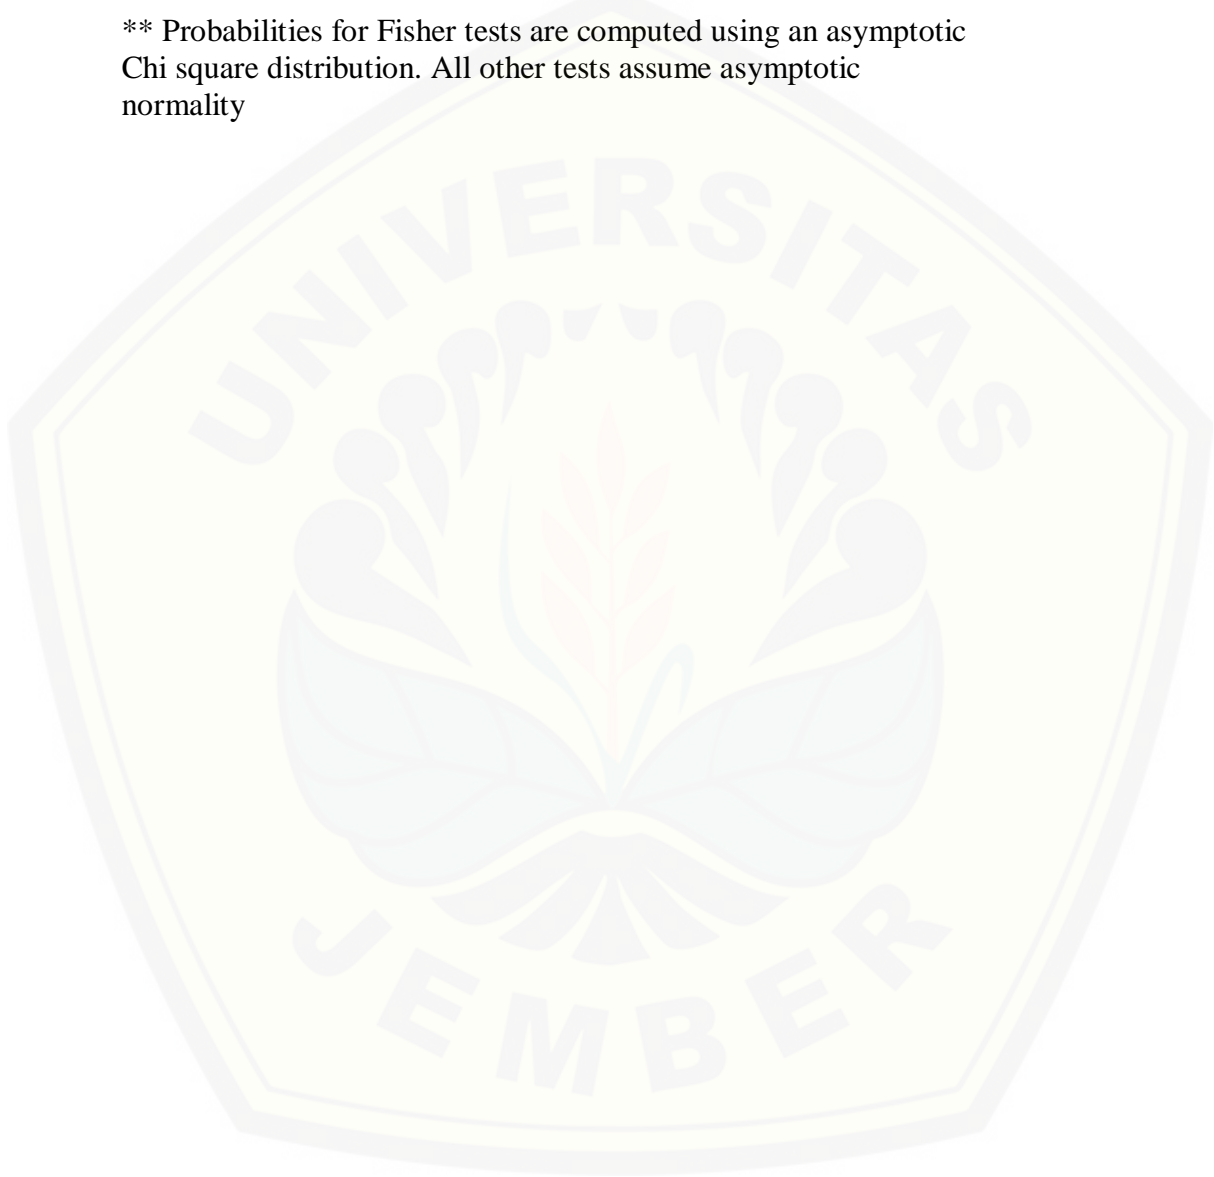 ** Probabilities for Fisher tests are computed using an asymptotic
Chi square distribution. All other tests assume asymptotic
normality
UNIVERSITAS
JEMBER